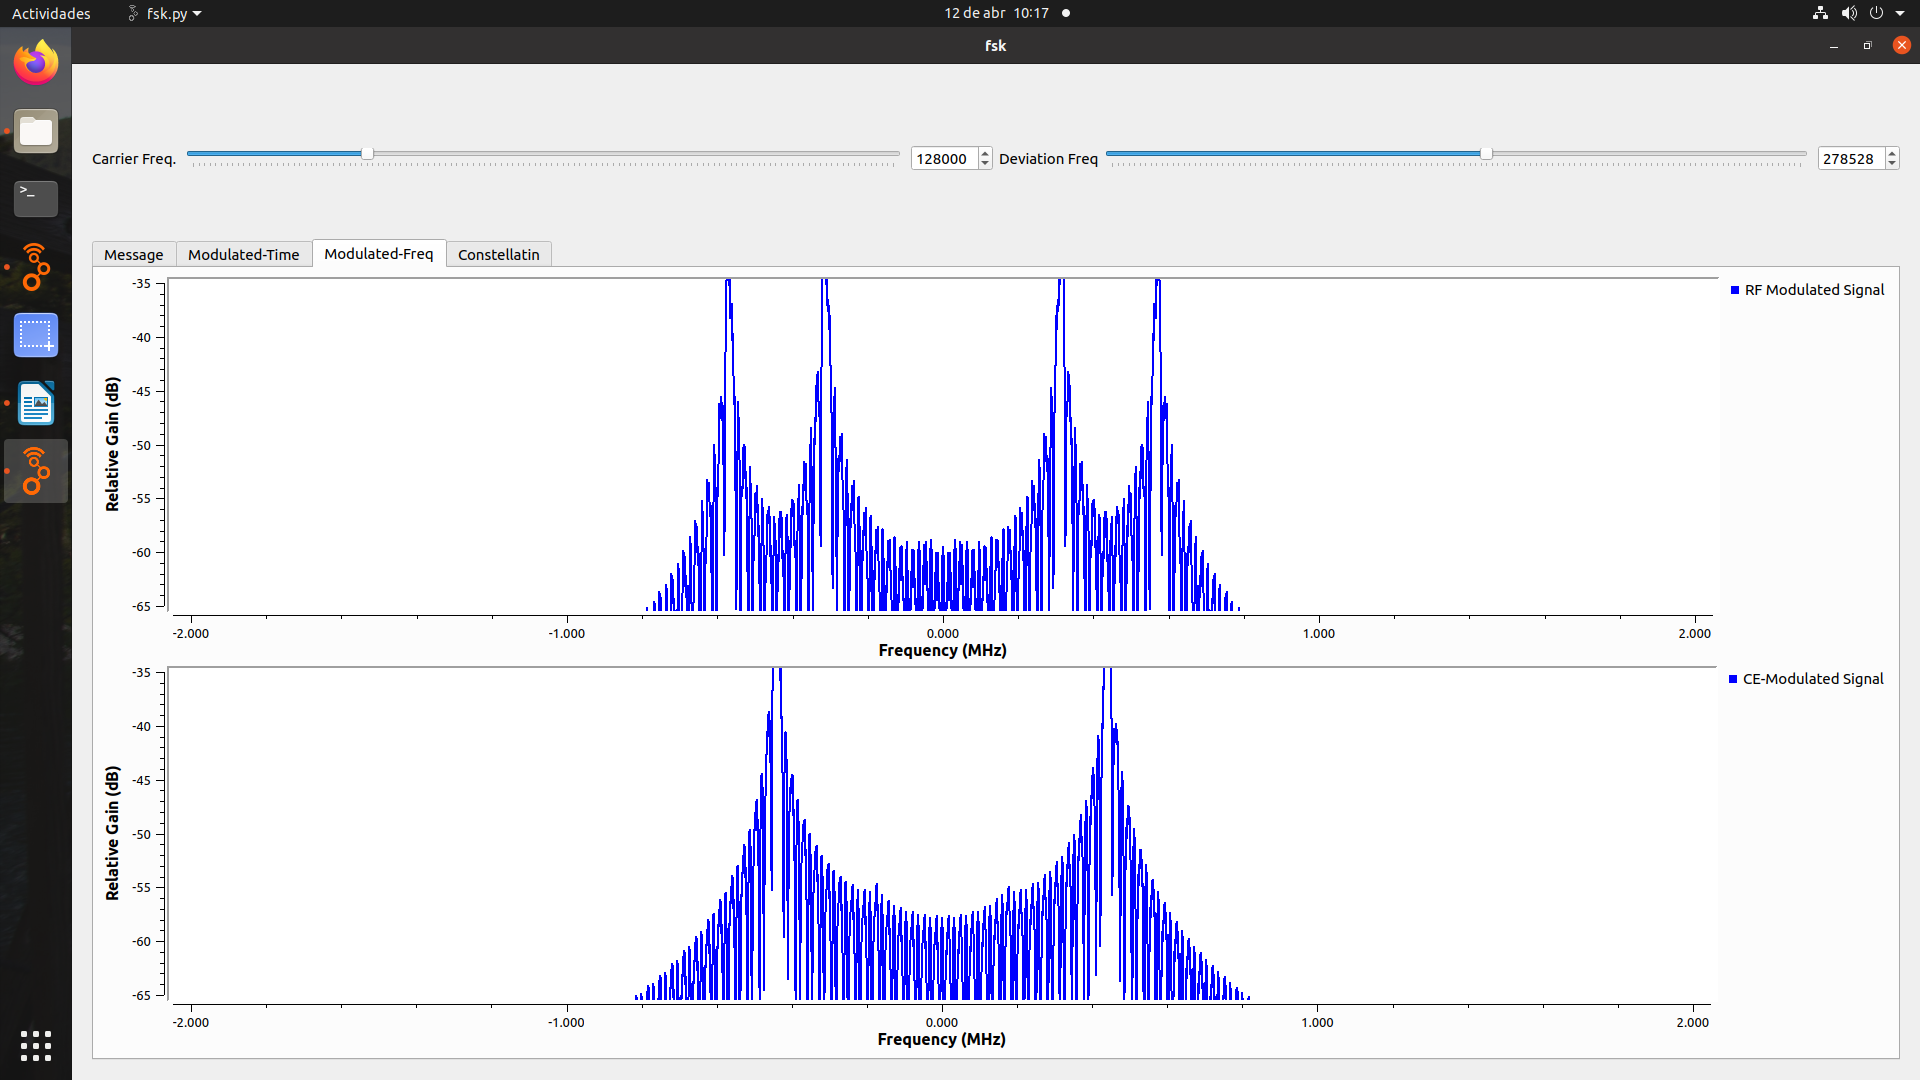 Actividades
fsk.py
12 de abr 10:17
fsk
Carrier Freq.
128000
Deviation Freq
278528
Message
Modulated-Time
Modulated-Freq
Constellatin
-35
-40
-45
-50
-55
-60
-65
Relative Gain (dB)
-2.000
-1.000
0.000
1.000
2.000
Frequency (MHz)
RF Modulated Signal
-35
-40
-45
-50
-55
-60
-65
Relative Gain (dB)
-2.000
-1.000
0.000
1.000
2.000
Frequency (MHz)
CE-Modulated Signal